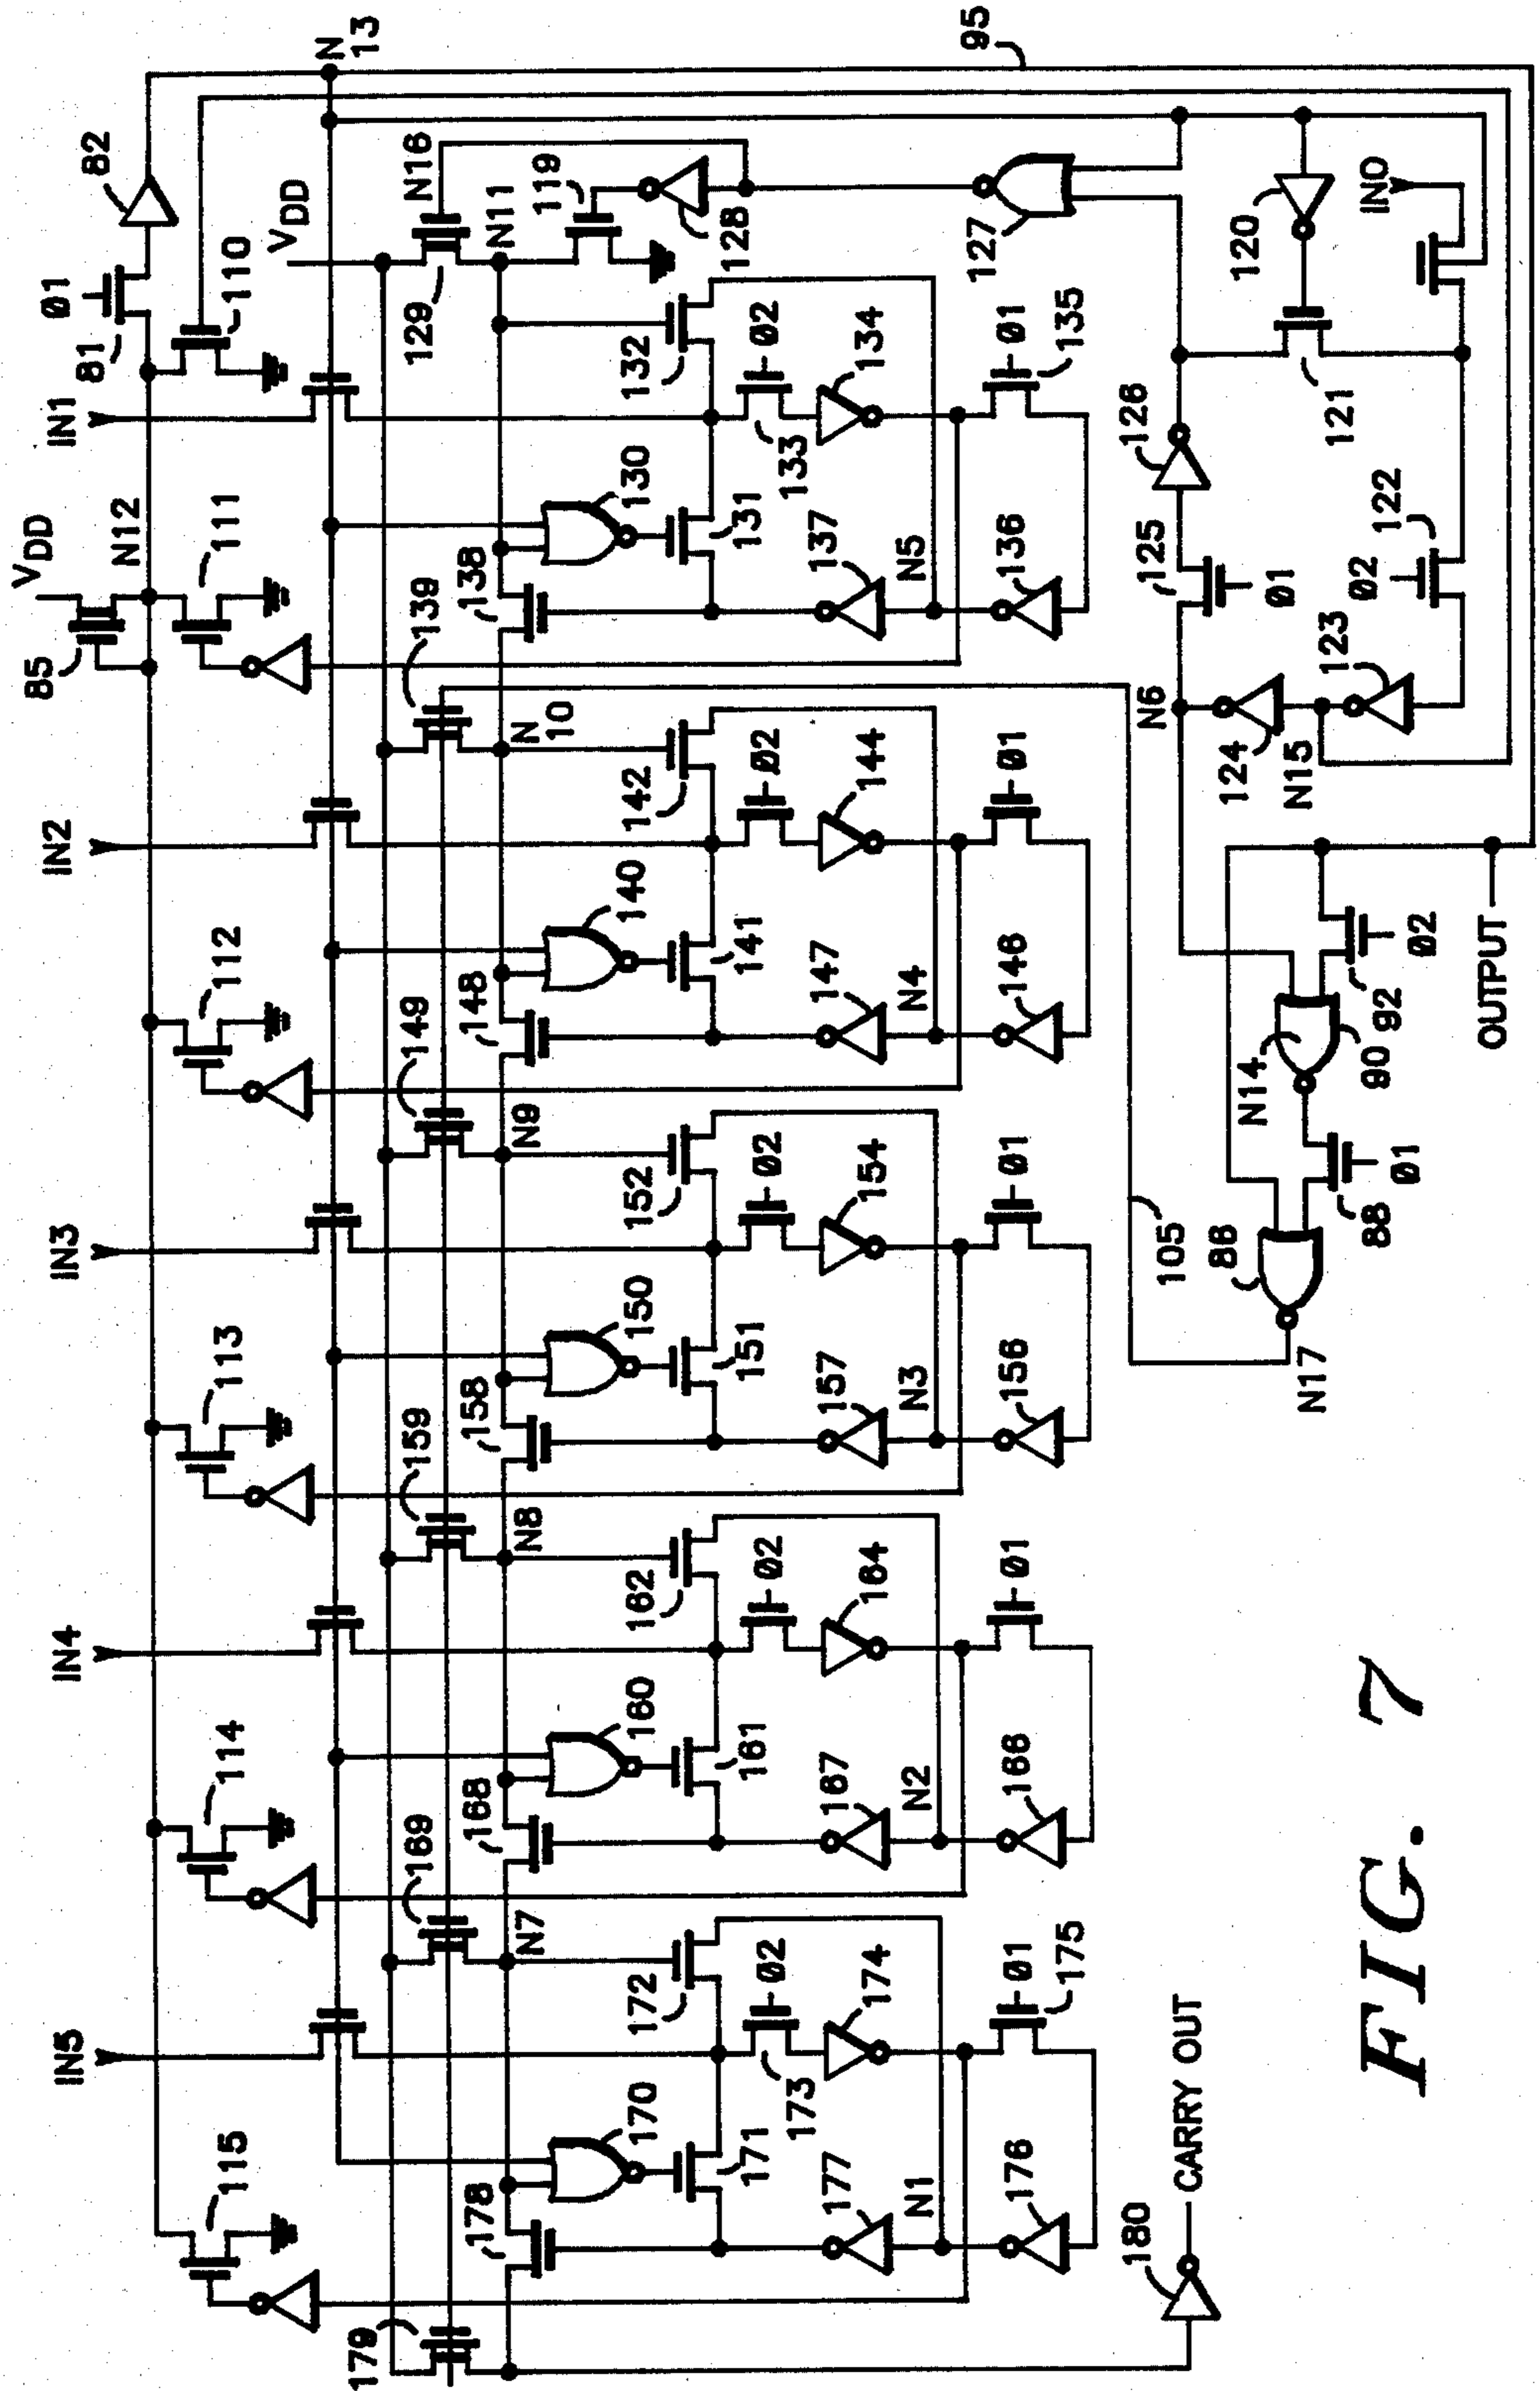 IN5
IN4
IN3
IN2
VDD
85
IN1
Ø1
81
82
N12
115
114
113
112
111
110
VDD
N
13
179
169
159
149
139
129
N16
178
168
158
148
138
N7
N8
N9
N
10
N11
119
170
160
150
140
130
172
162
152
142
132
128
171
161
151
141
131
173
Ø2
Ø2
Ø2
Ø2
133
Ø2
177
174
167
164
157
154
147
144
137
134
N1
N2
N3
N4
N5
127
95
176
175
Ø1
166
Ø1
156
Ø1
146
Ø1
136
135
Ø1
180
CARRY OUT
105
N6
125
126
86
N14
124
Ø1
120
N17
N15
123
121
88
Ø1
90
92
Ø2
Ø2
122
IN0
OUTPUT
FIG. 7